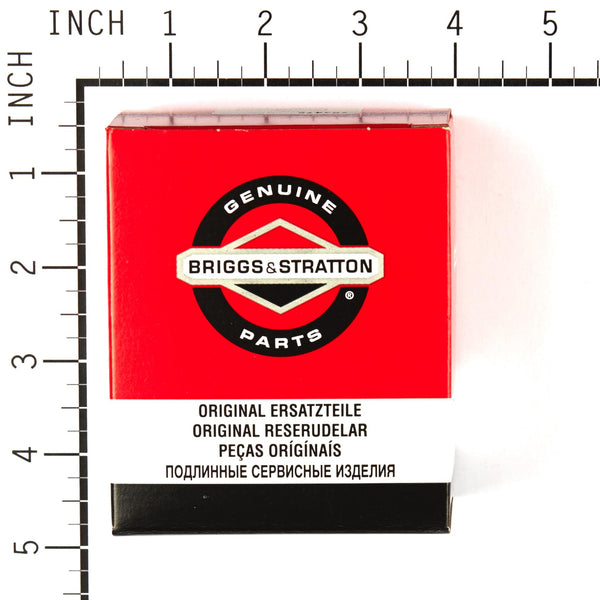 INCH 1 2 3 4 5
INCH
1
2
3
4
5
GENUINE
BRIGGS & STRATTON
®
PARTS
ORIGINAL ERSATZTEILE
ORIGINAL RESERUDELAR
PEÇAS ORÍGÍNAÍS
ПОДЛИННЫЕ СЕРВИСНЫЕ ИЗДЕЛИЯ